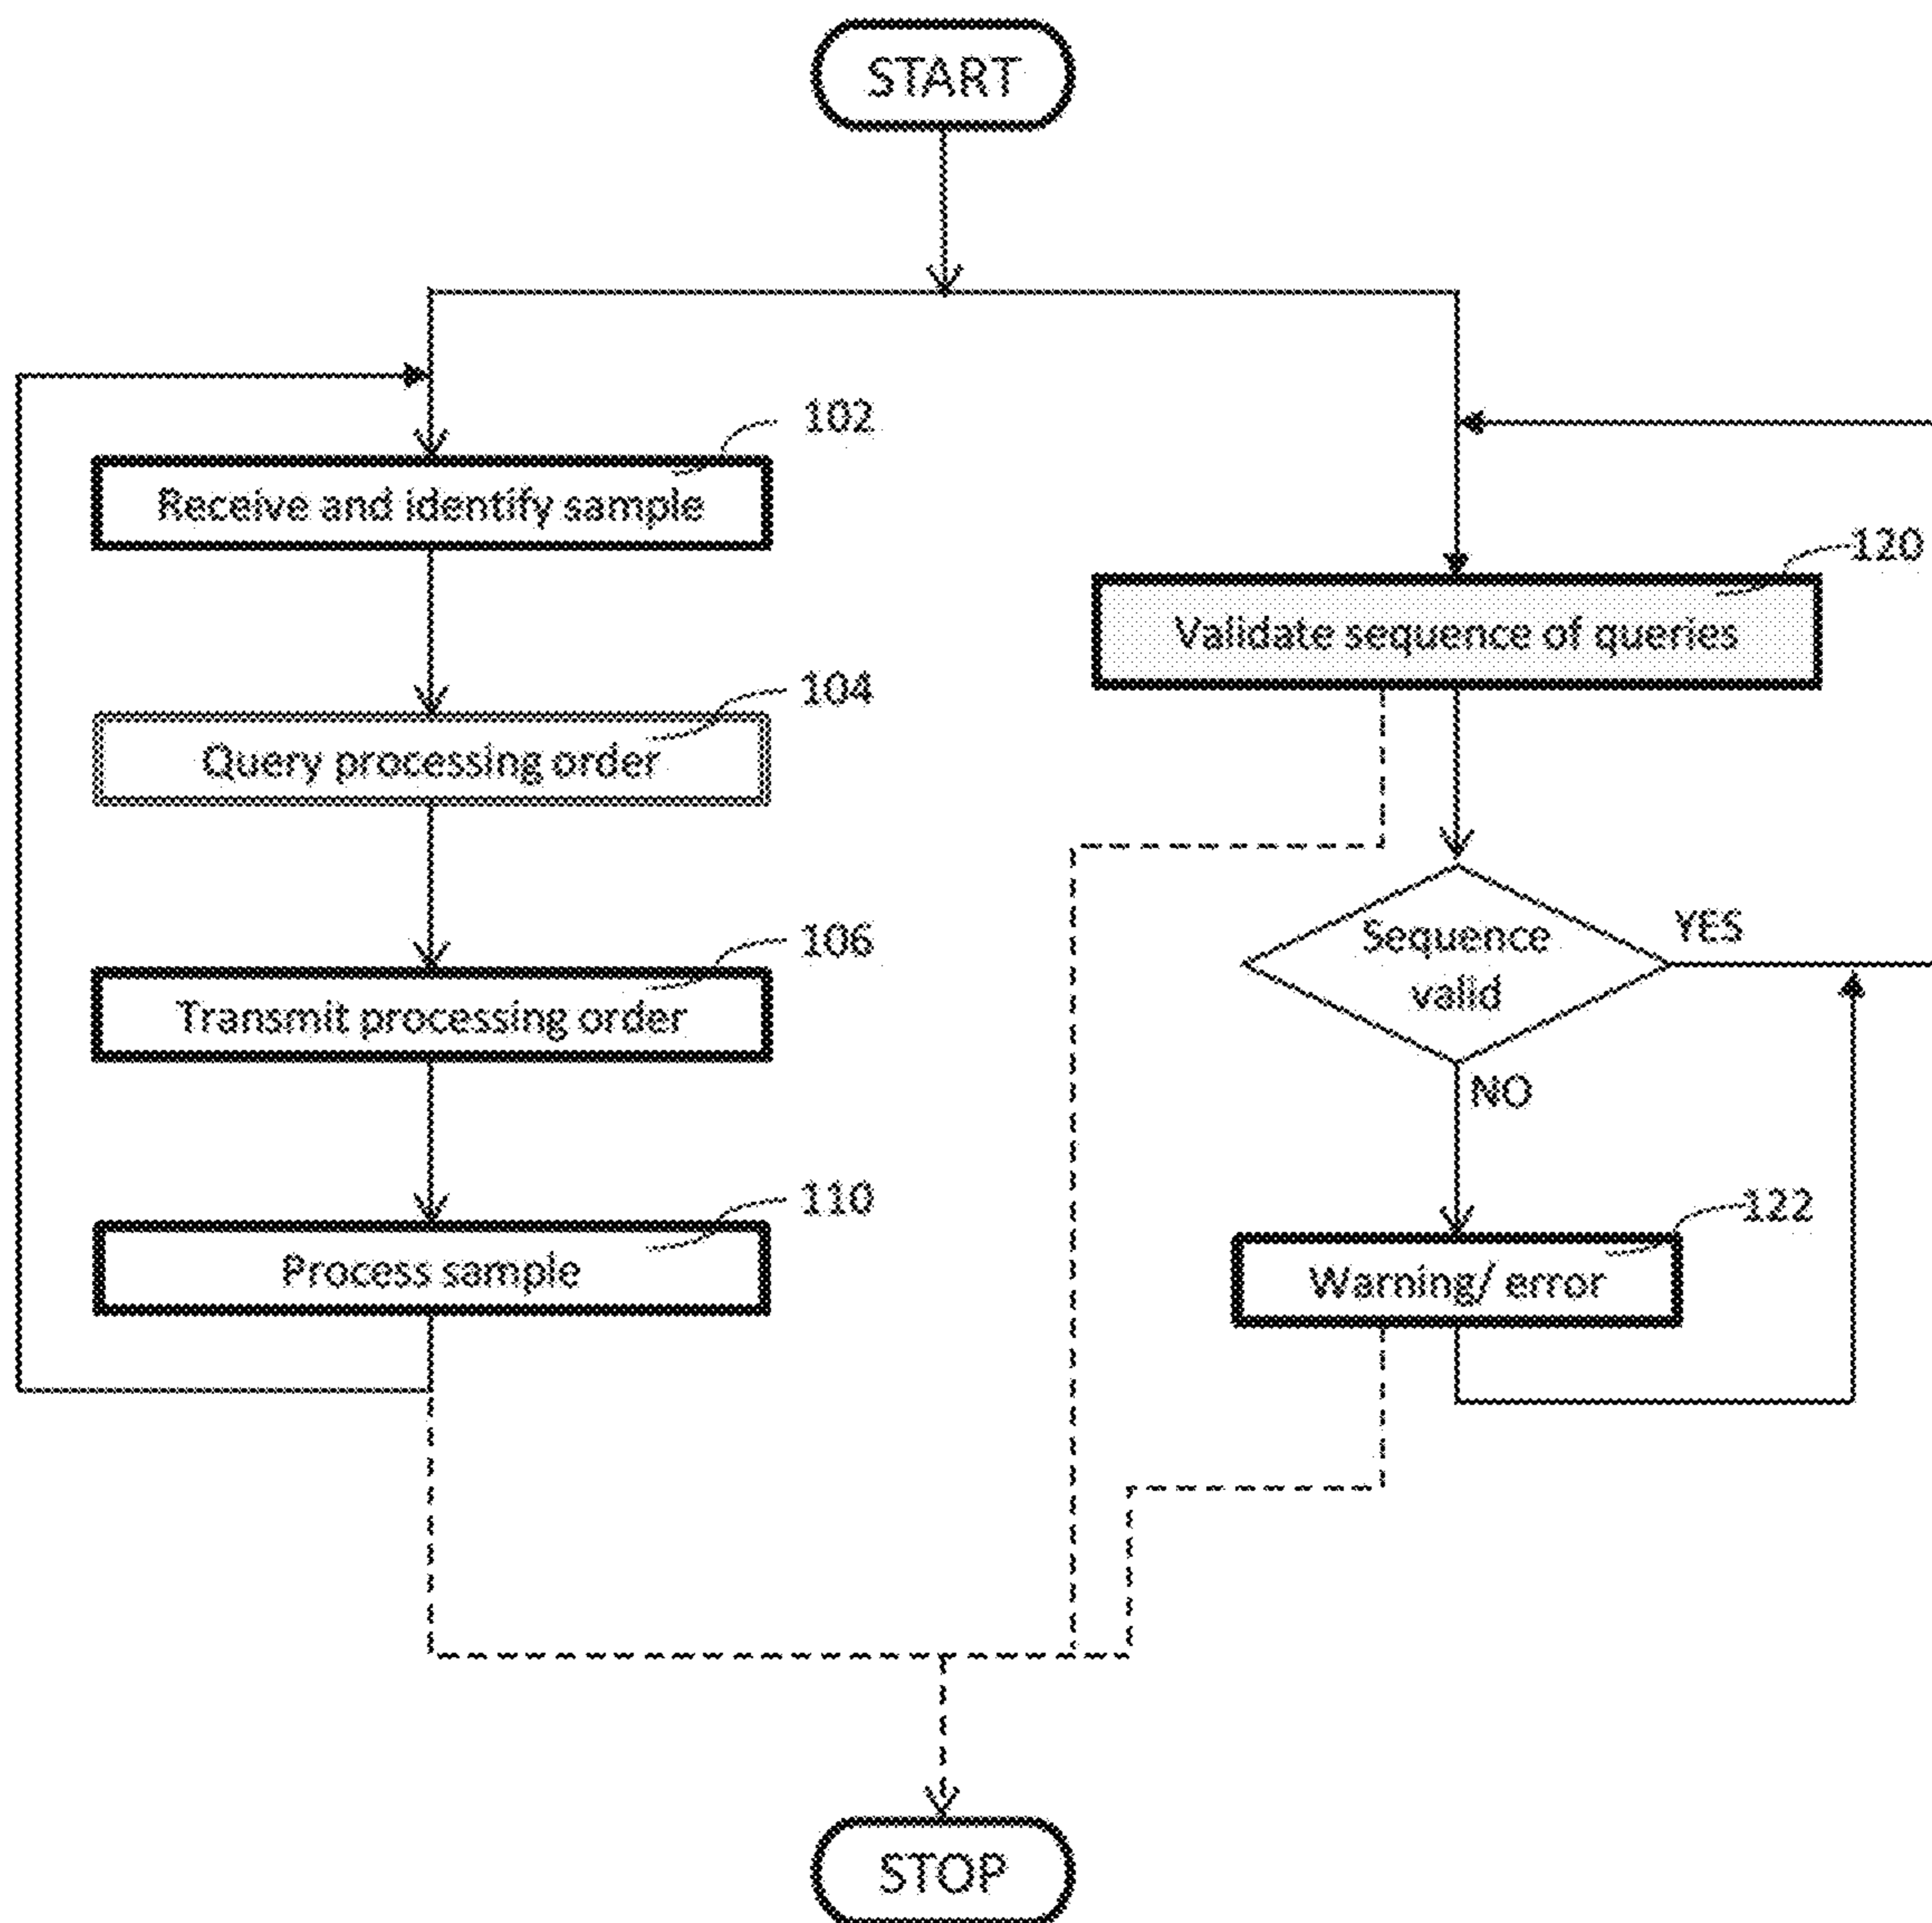 START
102
Receive and identify sample
120
Validate sequence of queries
104
Query processing order
106
Transmit processing order
Sequence
valid
YES
NO
110
Process sample
122
Warning/ error
STOP